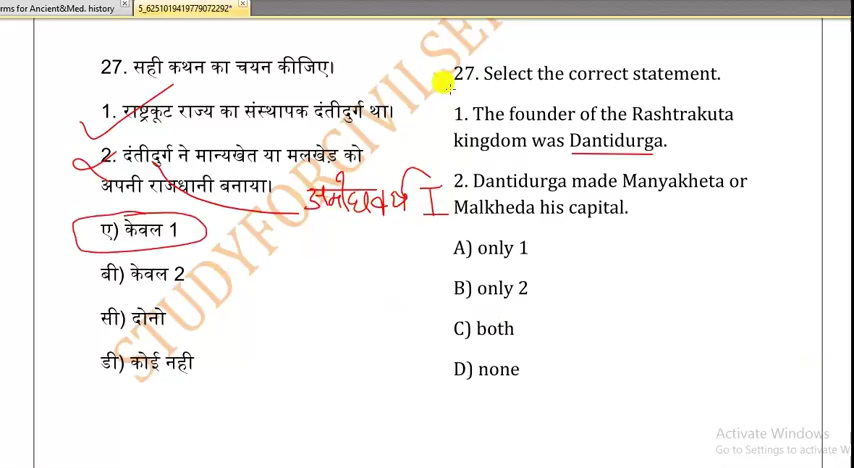 rms for Ancient&Med. history
5_6251019419779072292*
27. सही कथन का चयन कीजिए।
1. राष्ट्रकूट राज्य का संस्थापक दंतीदुर्ग था।
2. दंतीदुर्ग ने मान्यखेत या मलखेड़ को
अपनी राजधानी बनाया।
अमोघवर्ष I
ए) केवल 1
बी) केवल 2
सी) दोनो
डी) कोई नही
27. Select the correct statement.
1. The founder of the Rashtrakuta
kingdom was Dantidurga.
2. Dantidurga made Manyakheta or
Malkheda his capital.
A) only 1
B) only 2
C) both
D) none
STUDYFORCIVILSER
Activate Windows
Go to Settings to activate W